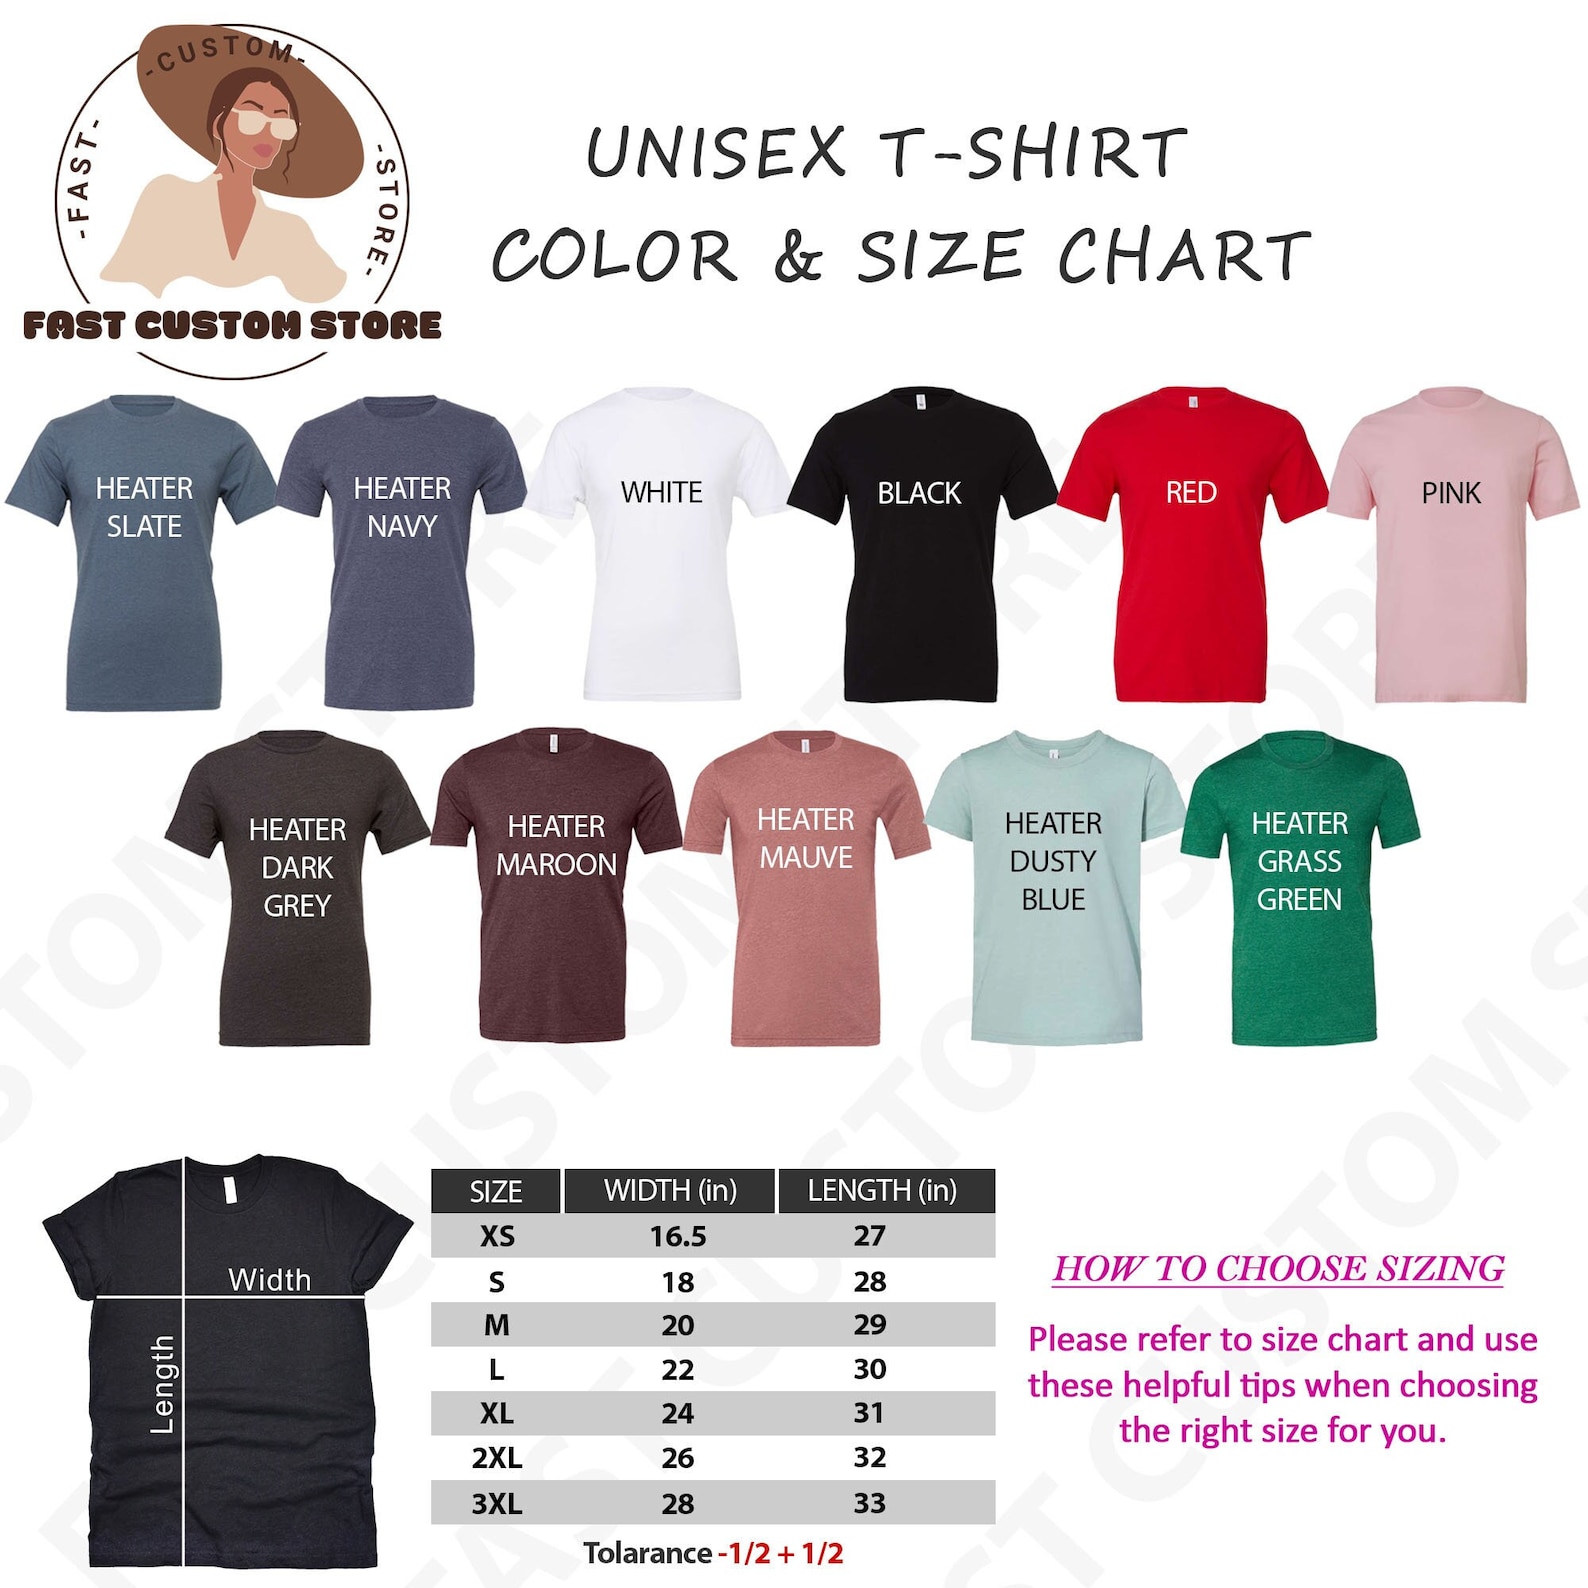 -CUSTOM-
-FAST-
-STORE-
FAST CUSTOM STORE
UNISEX T-SHIRT
COLOR & SIZE CHART
HEATER
SLATE
HEATER
NAVY
WHITE
BLACK
RED
PINK
HEATER
DARK
GREY
HEATER
MAROON
HEATER
MAUVE
HEATER
DUSTY
BLUE
HEATER
GRASS
GREEN
Width
Length
SIZE WIDTH (in) LENGTH (in)
XS 16.5 27
S 18 28
M 20 29
L 22 30
XL 24 31
2XL 26 32
3XL 28 33
Tolarance -1/2 + 1/2
HOW TO CHOOSE SIZING
Please refer to size chart and use
these helpful tips when choosing
the right size for you.